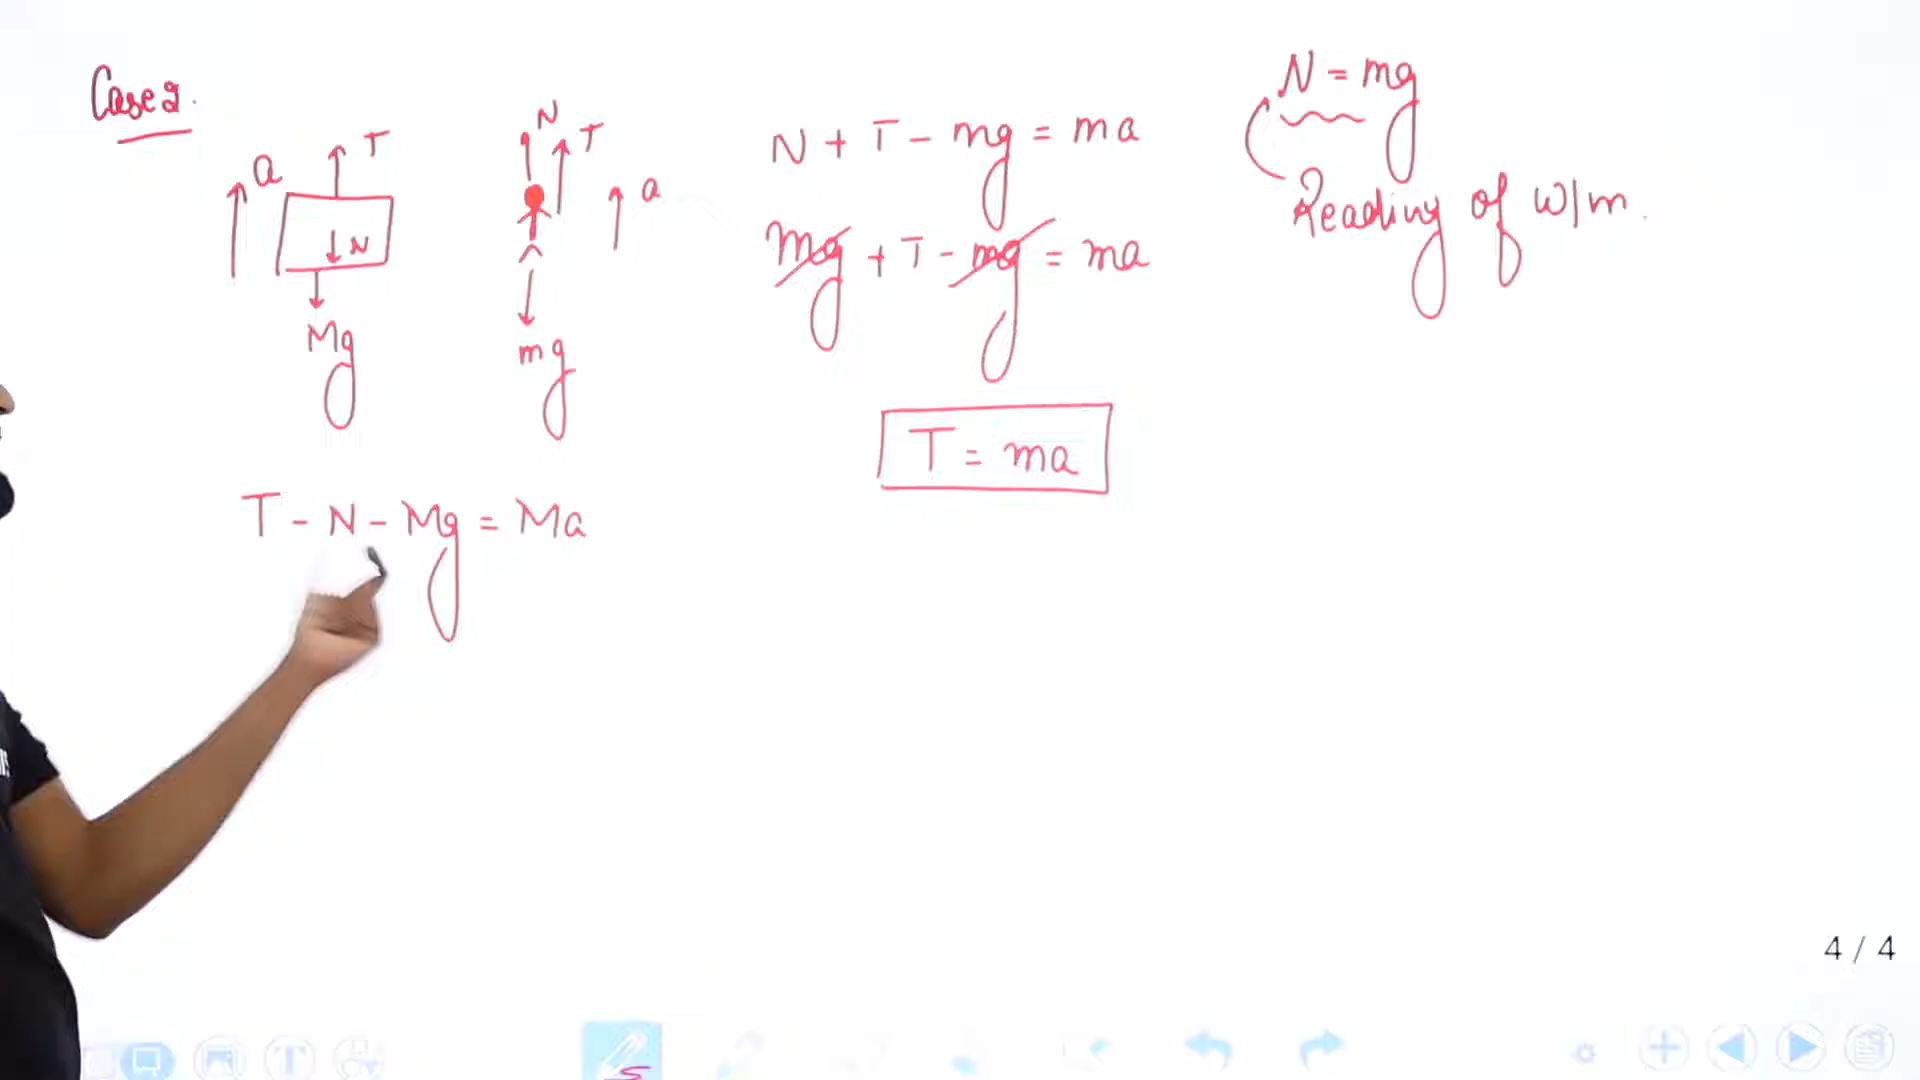 Case 2.
a
T
N
Mg
N
T
a
mg
N + T - mg = ma
mg + T - mg = ma
T = ma
N = mg
Reading of w/m.
T - N - Mg = Ma
4 / 4